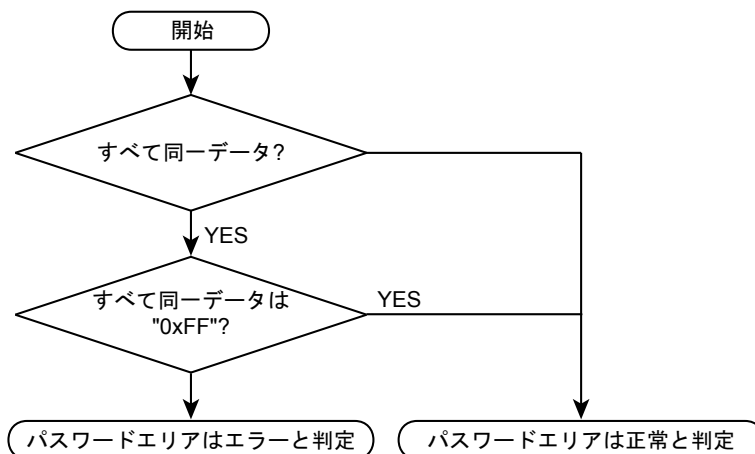 開始
すべて同一データ?
YES
すべて同一データは
"0xFF"?
YES
パスワードエリアはエラーと判定
パスワードエリアは正常と判定